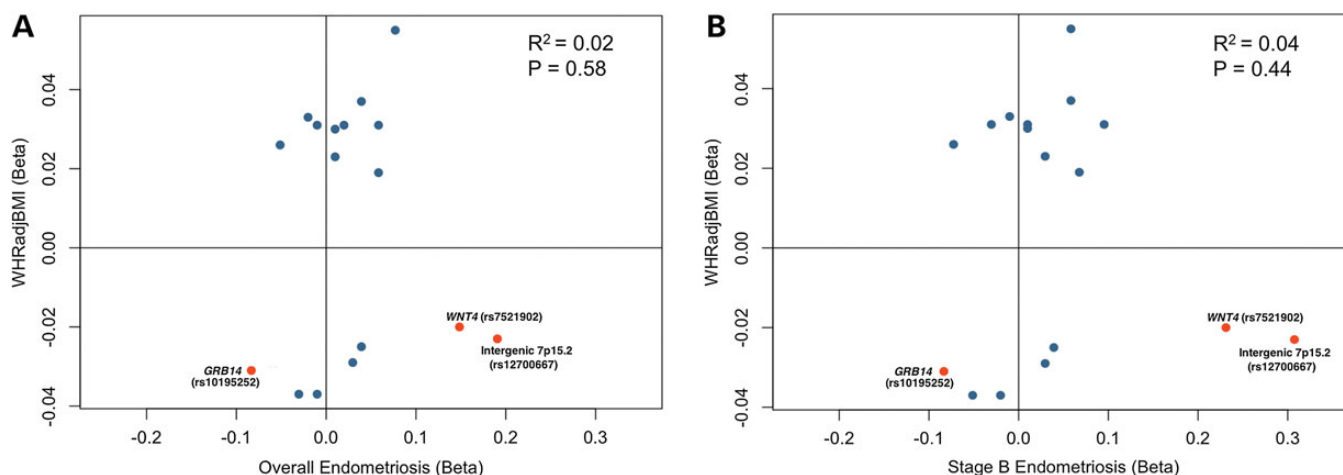 A
R² = 0.02
P = 0.58
WHRadjBMI (Beta)
0.04
0.02
0.00
-0.02
-0.04
WNT4 (rs7521902)
Intergenic 7p15.2
(rs12700667)
GRB14
(rs10195252)
-0.2
-0.1
0.0
0.1
0.2
0.3
Overall Endometriosis (Beta)
B
R² = 0.04
P = 0.44
WHRadjBMI (Beta)
0.04
0.02
0.00
-0.02
-0.04
WNT4 (rs7521902)
Intergenic 7p15.2
(rs12700667)
GRB14
(rs10195252)
-0.2
-0.1
0.0
0.1
0.2
0.3
Stage B Endometriosis (Beta)